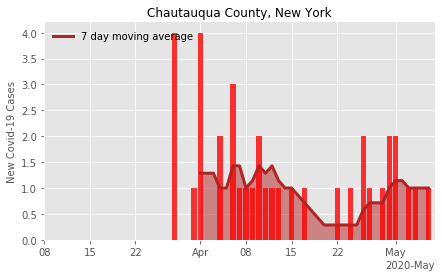 Chautauqua County, New York
7 day moving average
New Covid-19 Cases
4.0
3.5
3.0
2.5
2.0
1.5
1.0
0.5
0.0
08 15 22 Apr 08 15 22 May
2020-May